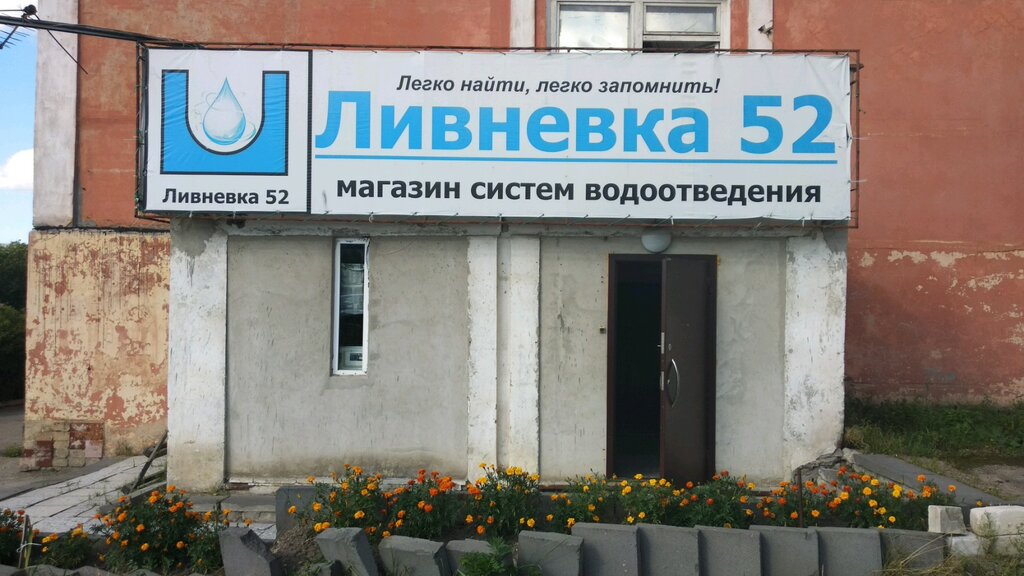 Легко найти, легко запомнить!
Ливневка 52
Ливневка 52
магазин систем водоотведения